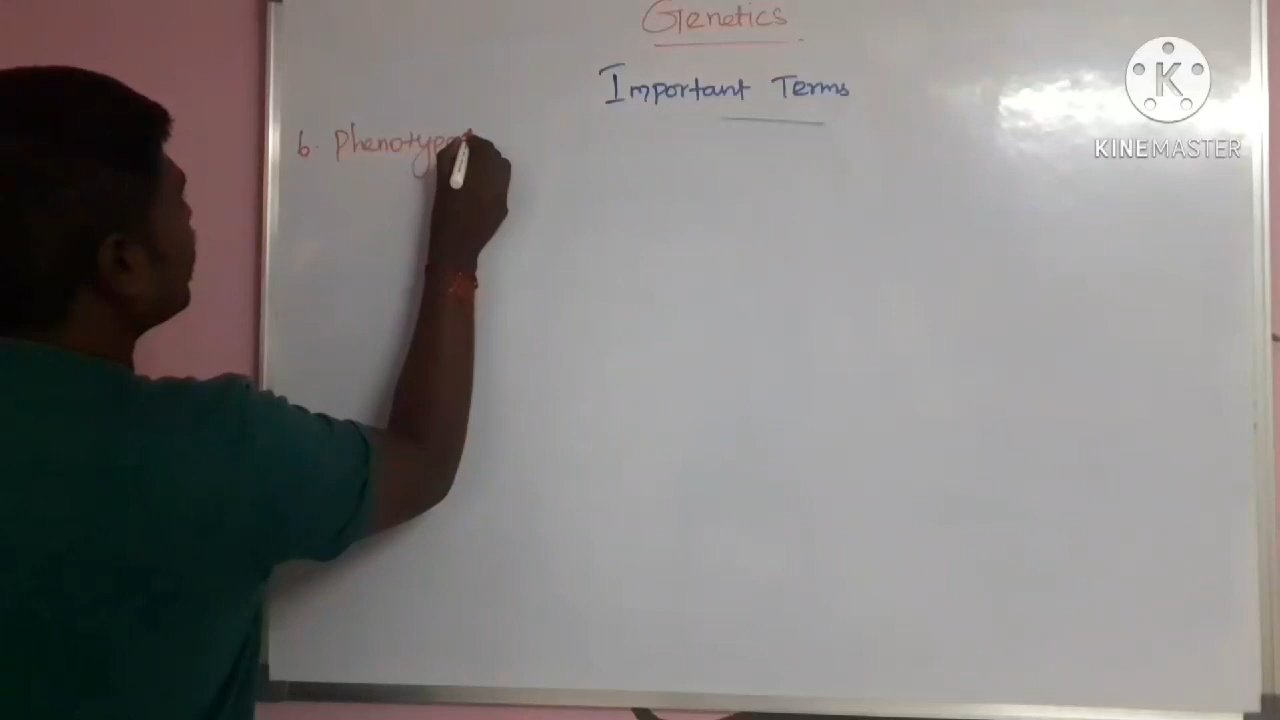 Genetics
Important Terms
K
KINEMASTER
6. Phenotype